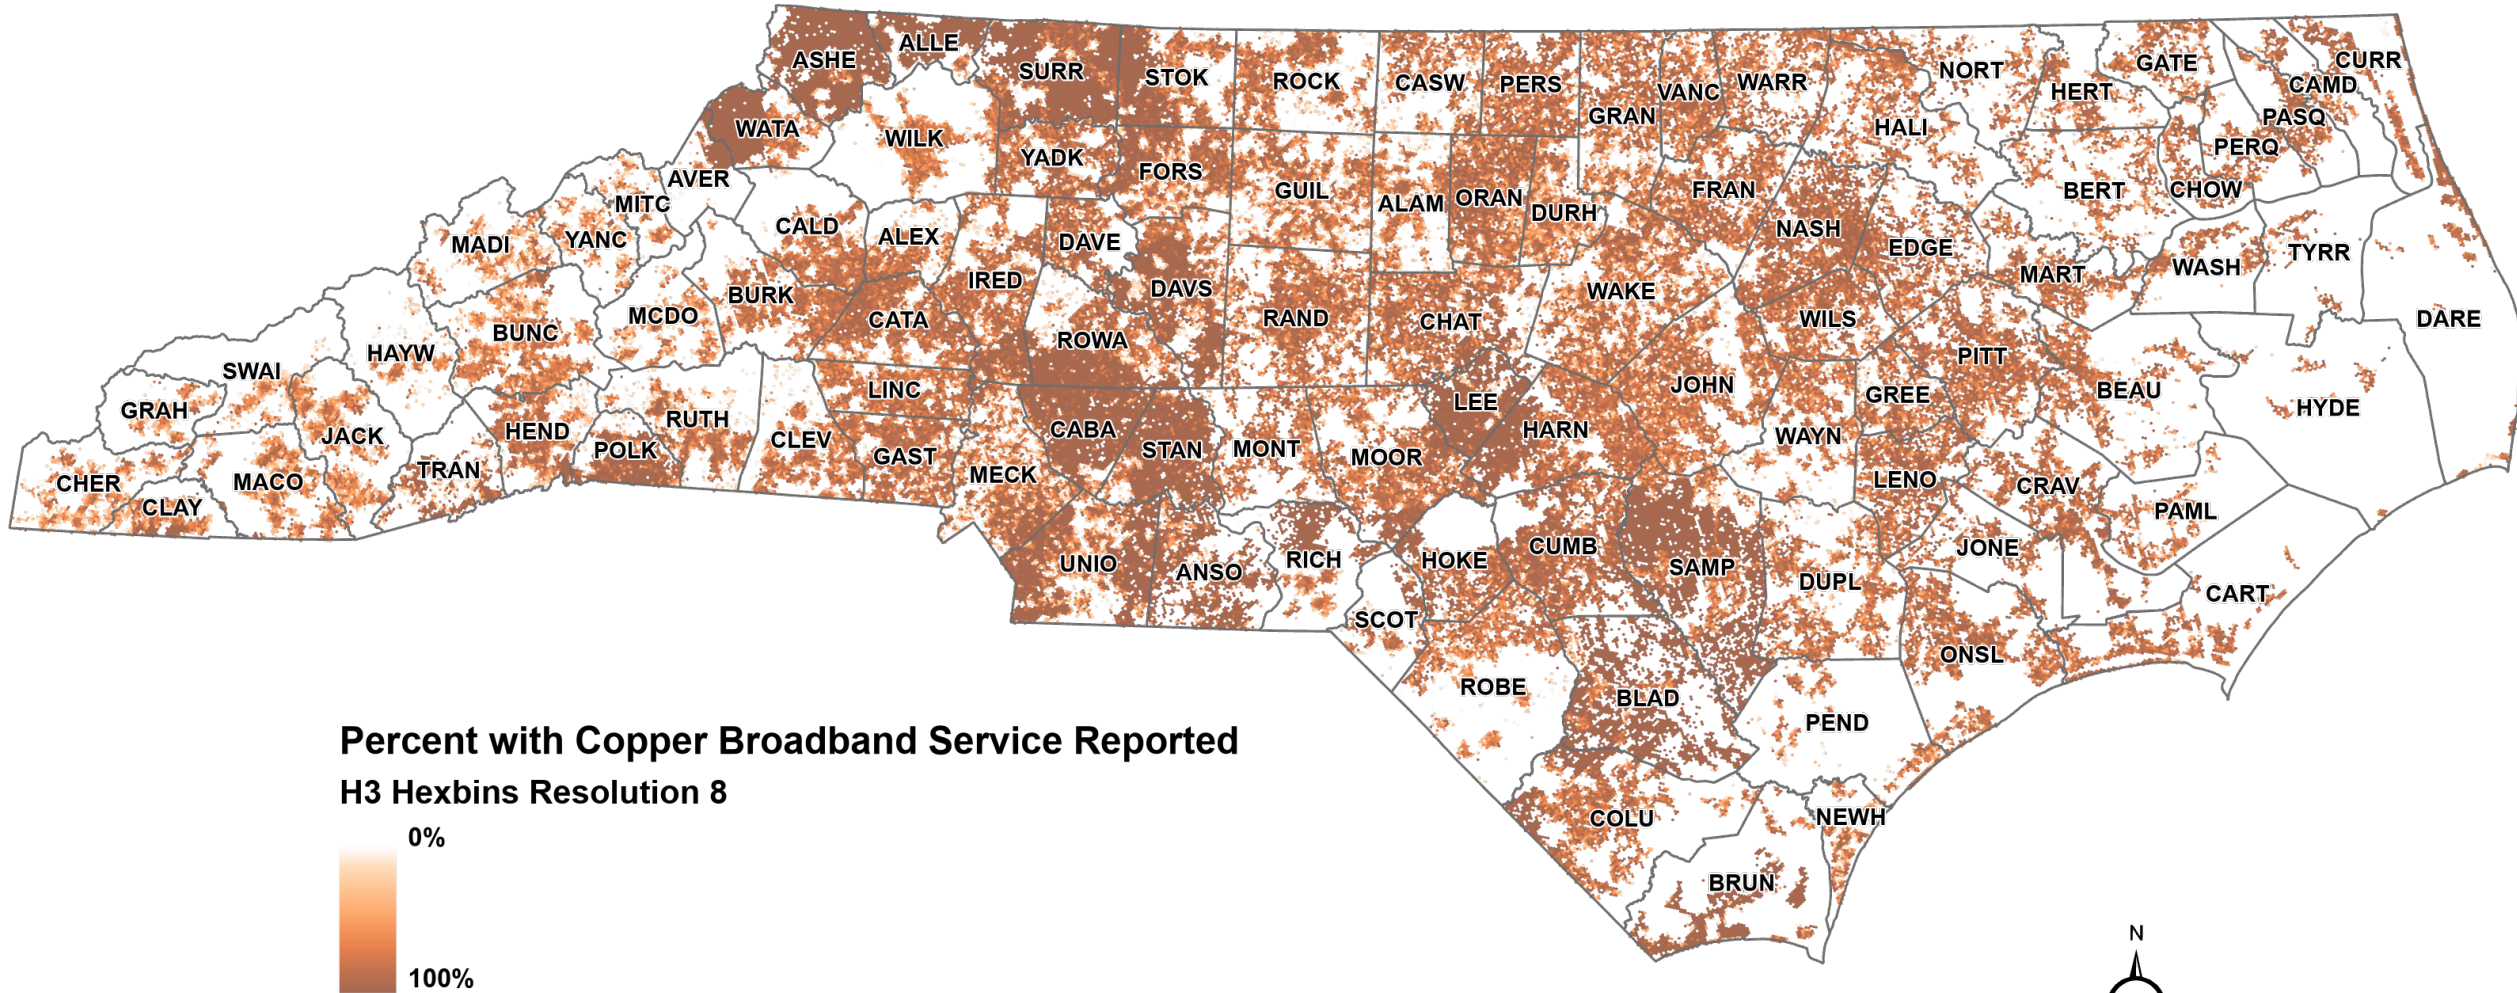 ASHE
ALLE
SURR
STOK
ROCK
CASW
PERS
GRAN
VANC
WARR
NORT
HERT
GATE
CAMD
CURR
PASQ
PERQ
CHOW
BERT
HALI
WATA
WILK
YADK
FORS
GUIL
ALAM
ORAN
DURH
FRAN
NASH
EDGE
MART
WASH
TYRR
DARE
AVER
MITC
YANC
MADI
CALD
ALEX
IRED
DAVE
DAVS
RAND
CHAT
WAKE
WILS
PITT
BEAU
HYDE
BURK
MCDO
BUNC
HAYW
SWAI
GRAH
CATA
ROWA
LINC
LEE
JOHN
GREE
WAYN
HARN
CHER
CLAY
MACO
JACK
TRAN
HEND
POLK
RUTH
CLEV
GAST
MECK
CABA
STAN
MONT
MOOR
LENO
CRAV
PAML
JONE
CART
UNIO
ANSO
RICH
SCOT
HOKE
CUMB
SAMP
DUPL
ONSL
ROBE
BLAD
PEND
COLU
NEWH
BRUN
Percent with Copper Broadband Service Reported
H3 Hexbins Resolution 8
0%
100%
N